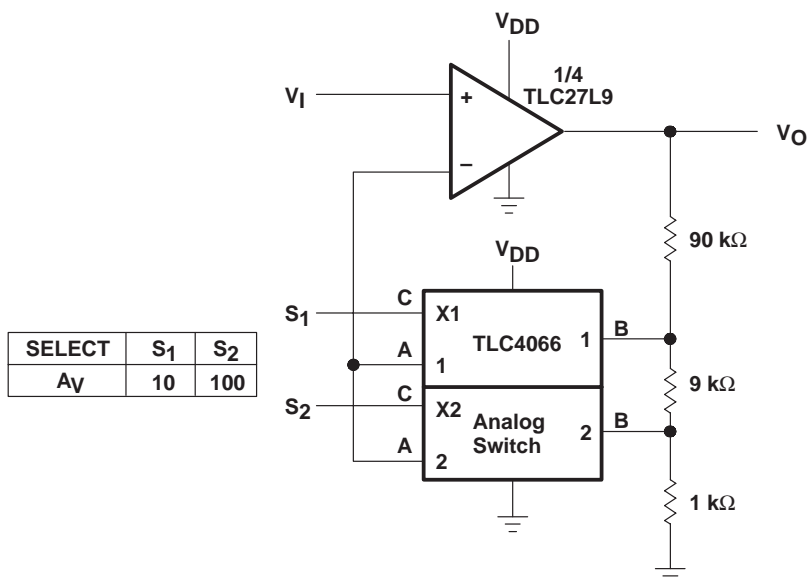 VDD
1/4
TLC27L9
VI
+
−
VO
90 kΩ
VDD
S1
C
X1
TLC4066
1
B
A
1
9 kΩ
S2
C
X2
Analog
Switch
2
B
A
2
1 kΩ
SELECT S1 S2
AV 10 100